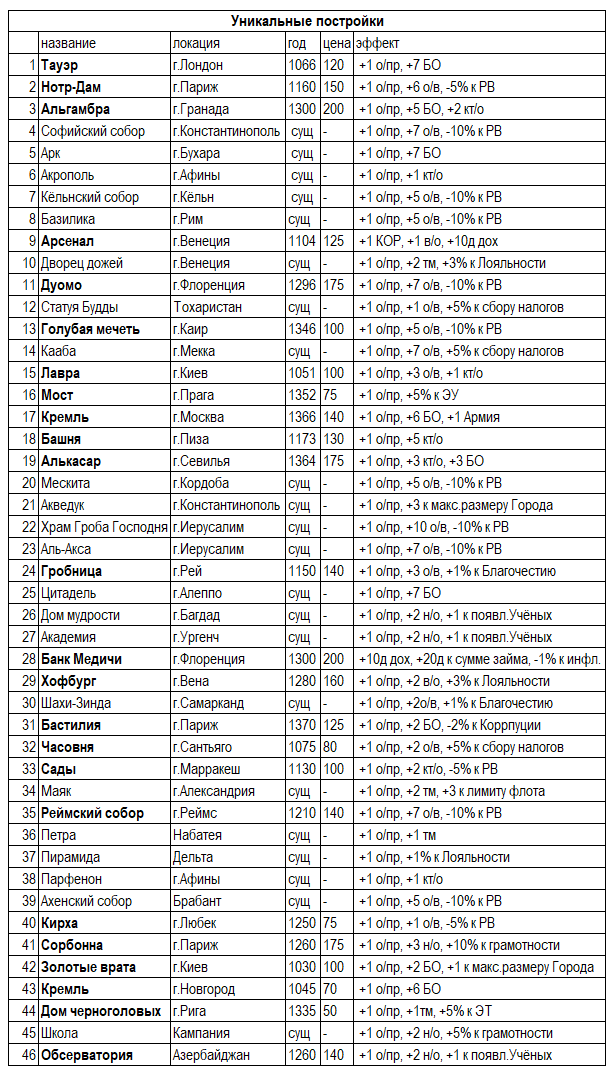 Уникальные постройки
название локация год цена эффект
1 Тауэр г.Лондон 1066 120 +1 о/пр, +7 БО
2 Нотр-Дам г.Париж 1160 150 +1 о/пр, +6 о/в, -5% к РВ
3 Альгамбра г.Гранада 1300 200 +1 о/пр, +5 БО, +2 кт/о
4 Софийский собор г.Константинополь сущ - +1 о/пр, +7 о/в, -10% к РВ
5 Арк г.Бухара сущ - +1 о/пр, +7 БО
6 Акрополь г.Афины сущ - +1 о/пр, +1 кт/о
7 Кёльнский собор г.Кёльн сущ - +1 о/пр, +5 о/в, -10% к РВ
8 Базилика г.Рим сущ - +1 о/пр, +5 о/в, -10% к РВ
9 Арсенал г.Венеция 1104 125 +1 КОР, +1 в/о, +10д дох
10 Дворец дожей г.Венеция сущ - +1 о/пр, +2 тм, +3% к Лояльности
11 Дуомо г.Флоренция 1296 175 +1 о/пр, +7 о/в, -10% к РВ
12 Статуя Будды Тохаристан сущ - +1 о/пр, +1 о/в, +5% к сбору налогов
13 Голубая мечеть г.Каир 1346 100 +1 о/пр, +5 о/в, -10% к РВ
14 Кааба г.Мекка сущ - +1 о/пр, +7 о/в, +5% к сбору налогов
15 Лавра г.Киев 1051 100 +1 о/пр, +3 о/в, +1 кт/о
16 Мост г.Прага 1352 75 +1 о/пр, +5% к ЭУ
17 Кремль г.Москва 1366 140 +1 о/пр, +6 БО, +1 Армия
18 Башня г.Пиза 1173 130 +1 о/пр, +5 кт/о
19 Алькасар г.Севилья 1364 175 +1 о/пр, +3 кт/о, +3 БО
20 Мескита г.Кордоба сущ - +1 о/пр, +5 о/в, -10% к РВ
21 Акведук г.Константинополь сущ - +1 о/пр, +3 к макс.размеру Города
22 Храм Гроба Господня г.Иерусалим сущ - +1 о/пр, +10 о/в, -10% к РВ
23 Аль-Акса г.Иерусалим сущ - +1 о/пр, +7 о/в, -10% к РВ
24 Гробница г.Рей 1150 140 +1 о/пр, +3 о/в, +1% к Благочестию
25 Цитадель г.Алеппо сущ - +1 о/пр, +7 БО
26 Дом мудрости г.Багдад сущ - +1 о/пр, +2 н/о, +1 к появл.Учёных
27 Академия г.Ургенч сущ - +1 о/пр, +2 н/о, +1 к появл.Учёных
28 Банк Медичи г.Флоренция 1300 200 +10д дох, +20д к сумме займа, -1% к инфл.
29 Хофбург г.Вена 1280 160 +1 о/пр, +2 в/о, +3% к Лояльности
30 Шахи-Зинда г.Самарканд сущ - +1 о/пр, +2о/в, +1% к Благочестию
31 Бастилия г.Париж 1370 125 +1 о/пр, +2 БО, -2% к Коррпуции
32 Часовня г.Сантьяго 1075 80 +1 о/пр, +2 о/в, +5% к сбору налогов
33 Сады г.Марракеш 1130 100 +1 о/пр, +2 кт/о, -5% к РВ
34 Маяк г.Александрия сущ - +1 о/пр, +2 тм, +3 к лимиту флота
35 Реймский собор г.Реймс 1210 140 +1 о/пр, +7 о/в, -10% к РВ
36 Петра Набатея сущ - +1 о/пр, +1 тм
37 Пирамида Дельта сущ - +1 о/пр, +1% к Лояльности
38 Парфенон г.Афины сущ - +1 о/пр, +1 кт/о
39 Ахенский собор Брабант сущ - +1 о/пр, +5 о/в, -10% к РВ
40 Кирха г.Любек 1250 75 +1 о/пр, +1 о/в, -5% к РВ
41 Сорбонна г.Париж 1260 175 +1 о/пр, +3 н/о, +10% к грамотности
42 Золотые врата г.Киев 1030 100 +1 о/пр, +2 БО, +1 к макс.размеру Города
43 Кремль г.Новгород 1045 70 +1 о/пр, +6 БО
44 Дом черноголовых г.Рига 1335 50 +1 о/пр, +1тм, +5% к ЭТ
45 Школа Кампания сущ - +1 о/пр, +2 н/о, +5% к грамотности
46 Обсерватория Азербайджан 1260 140 +1 о/пр, +2 н/о, +1 к появл.Учёных